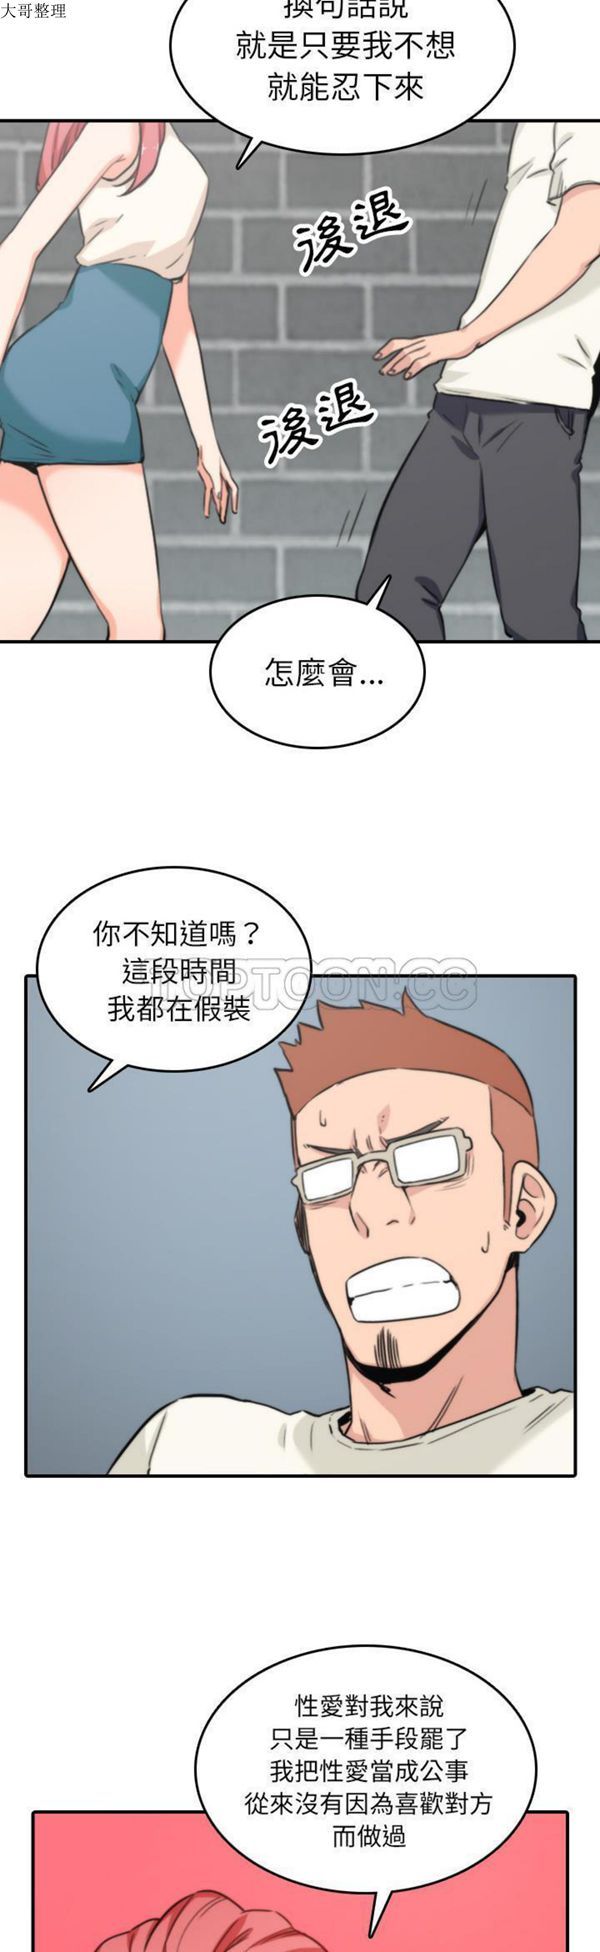 大哥整理
換句話說
就是只要我不想
就能忍下來
後退
後退
怎麼會...
你不知道嗎？
這段時間
我都在假裝
TOPTOON.CC
性愛對我來說
只是一種手段罷了
我把性愛當成公事
從來沒有因為喜歡對方
而做過